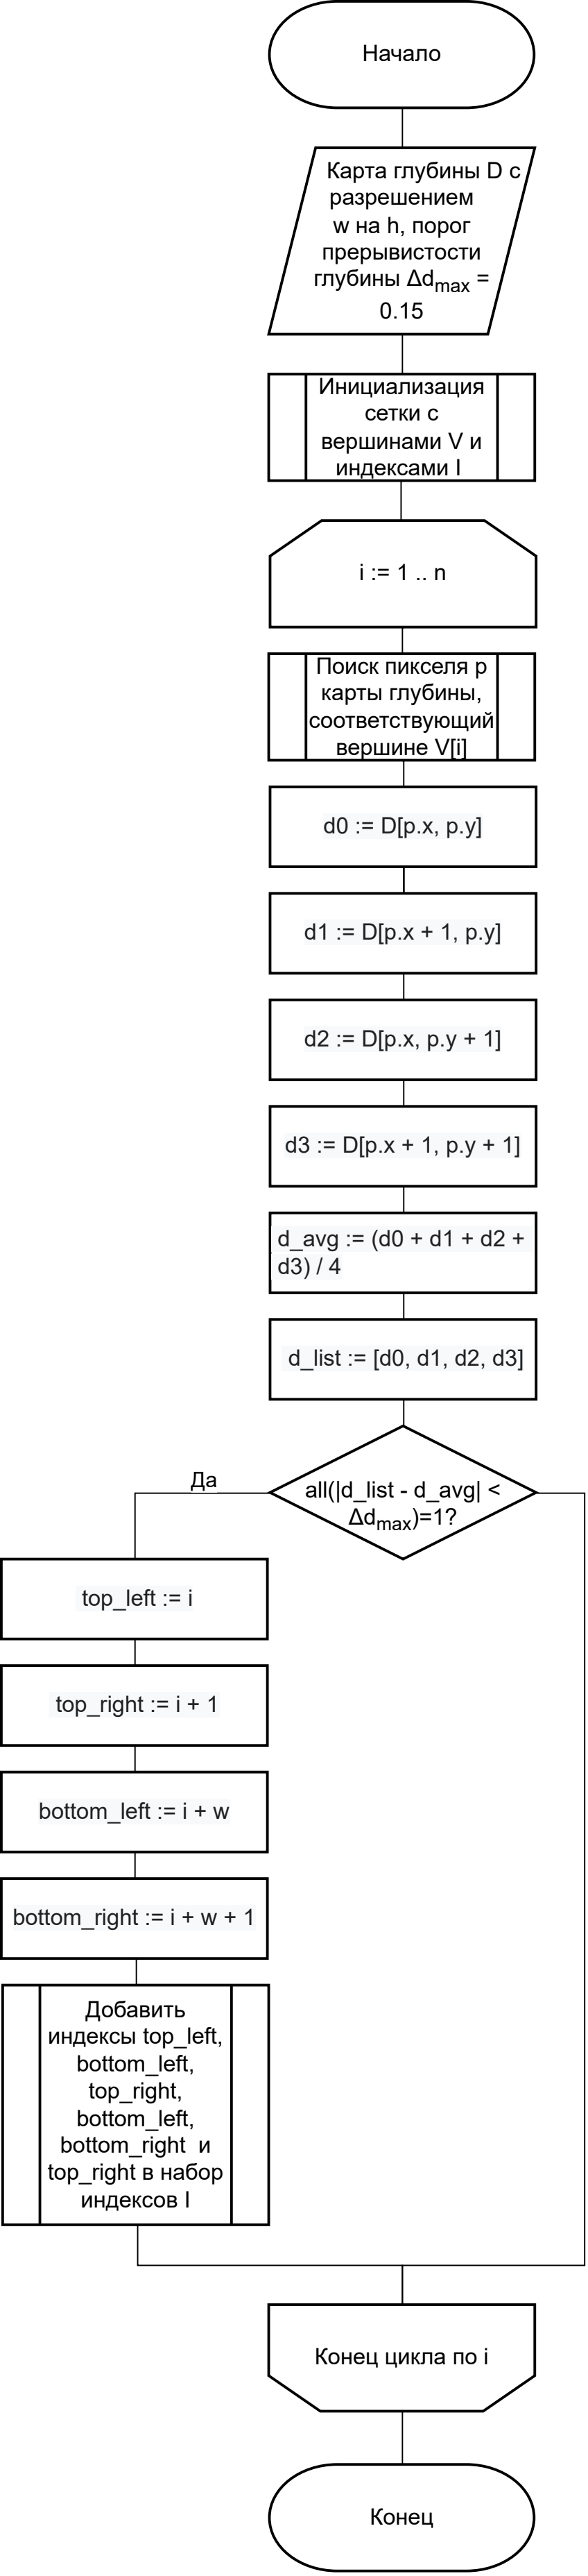 Начало
Карта глубины D с
разрешением
w на h, порог
прерывистости
глубины Δd_max =
0.15
Инициализация
сетки с
вершинами V и
индексами I
i := 1 .. n
Поиск пикселя p
карты глубины,
соответствующий
вершине V[i]
d0 := D[p.x, p.y]
d1 := D[p.x + 1, p.y]
d2 := D[p.x, p.y + 1]
d3 := D[p.x + 1, p.y + 1]
d_avg := (d0 + d1 + d2 +
d3) / 4
d_list := [d0, d1, d2, d3]
all(|d_list - d_avg| <
Δd_max)=1?
Да
top_left := i
top_right := i + 1
bottom_left := i + w
bottom_right := i + w + 1
Добавить
индексы top_left,
bottom_left,
top_right,
bottom_left,
bottom_right и
top_right в набор
индексов I
Конец цикла по i
Конец